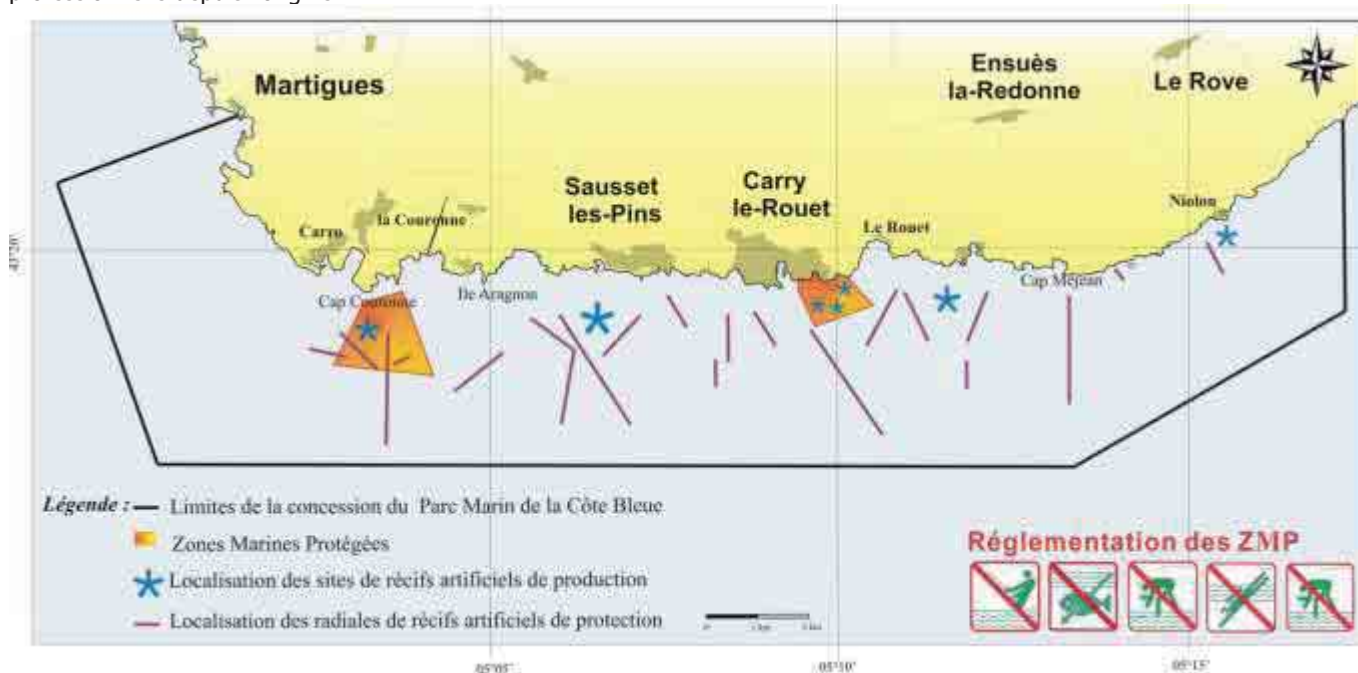 Martigues
Ensuès
la-Redonne
Le Rove
Sausset
les-Pins
Carry
le-Rouet
Niolon
la Couronne
Carro
Le Rouet
43°20'
Cap Couronne
Ile Aragnon
Cap Méjean
Légende :
Limites de la concession du Parc Marin de la Côte Bleue
Zones Marines Protégées
Localisation des sites de récifs artificiels de production
Localisation des radiales de récifs artificiels de protection
Réglementation des ZMP
05°05'
05°10'
05°15'